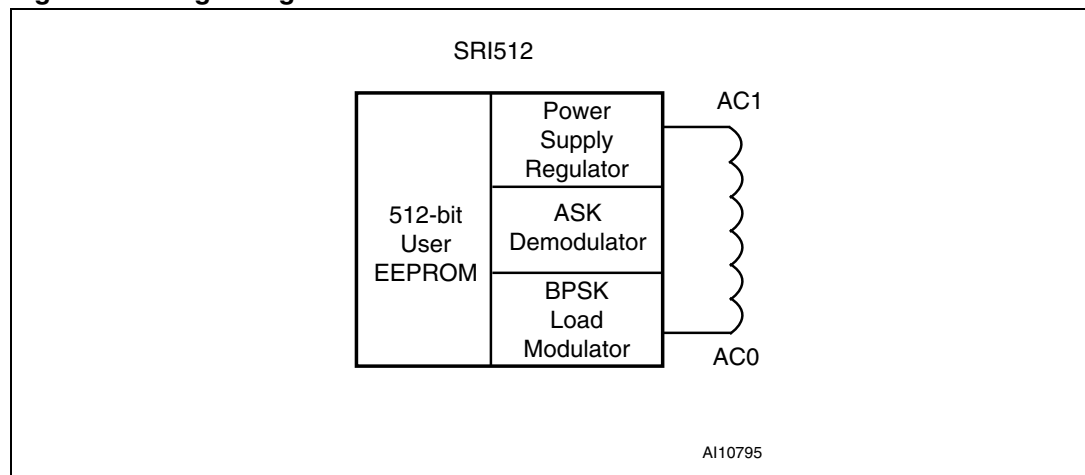 SRI512
AC1
Power
Supply
Regulator
512-bit
User
EEPROM
ASK
Demodulator
BPSK
Load
Modulator
AC0
AI10795